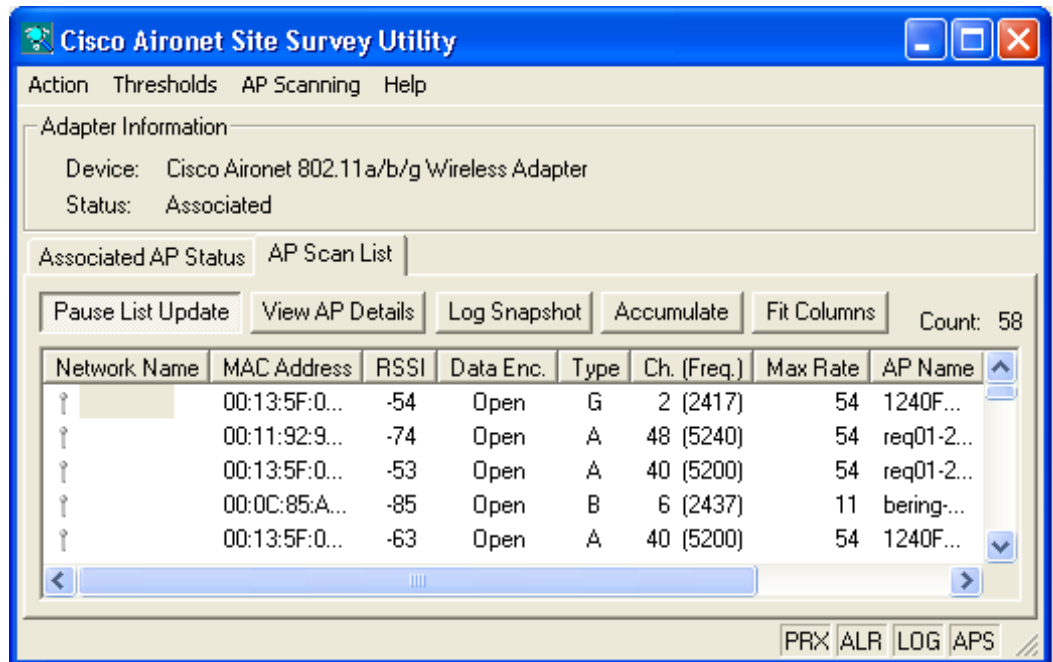 Cisco Aironet Site Survey Utility
Action Thresholds AP Scanning Help
Adapter Information
Device: Cisco Aironet 802.11a/b/g Wireless Adapter
Status: Associated
Associated AP Status AP Scan List
Pause List Update View AP Details Log Snapshot Accumulate Fit Columns Count: 58
Network Name MAC Address RSSI Data Enc. Type Ch. (Freq.) Max Rate AP Name
00:13:5F:0... -54 Open G 2 (2417) 54 1240F...
00:11:92:9... -74 Open A 48 (5240) 54 req01-2...
00:13:5F:0... -53 Open A 40 (5200) 54 req01-2...
00:0C:85:A... -85 Open B 6 (2437) 11 bering-...
00:13:5F:0... -63 Open A 40 (5200) 54 1240F...
PRX ALR LOG APS